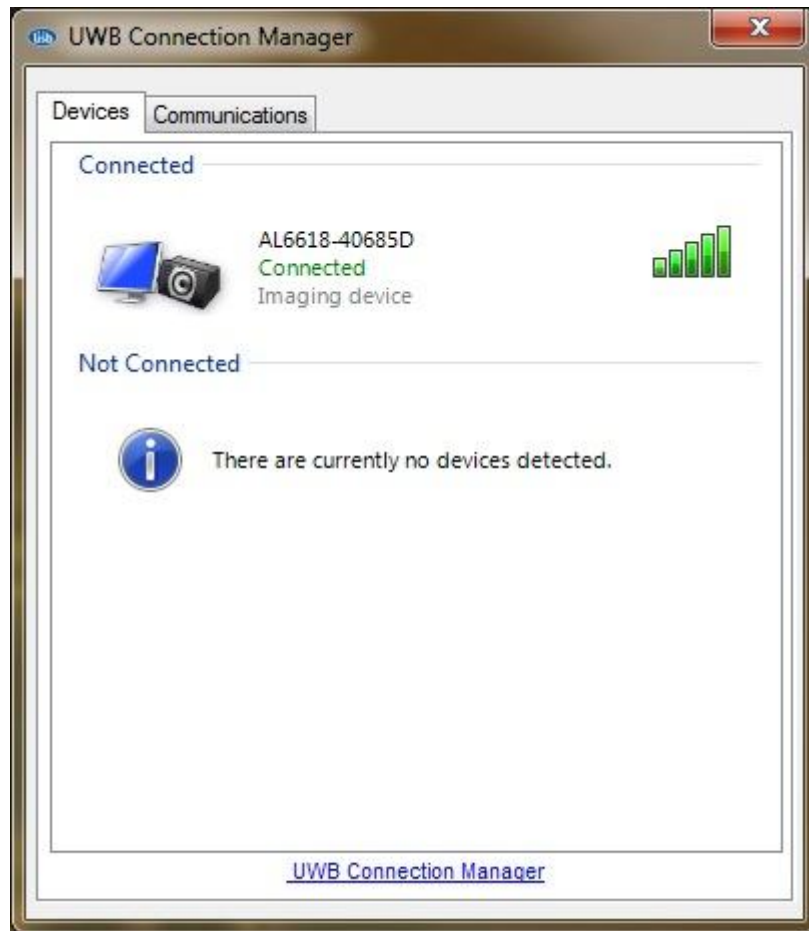 UWB Connection Manager
Devices
Communications
Connected
AL6618-40685D
Connected
Imaging device
Not Connected
There are currently no devices detected.
UWB Connection Manager